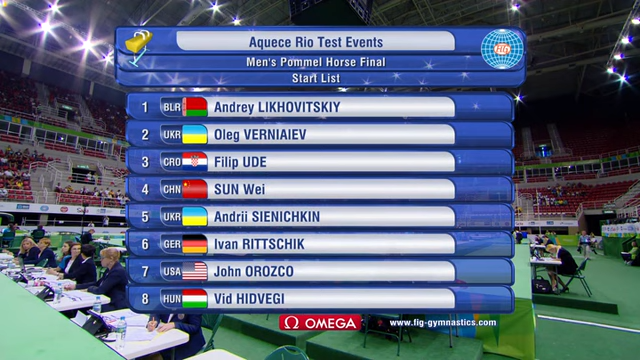 Aquece Rio Test Events
FIG
Men's Pommel Horse Final
Start List
1 BLR Andrey LIKHOVITSKIY
2 UKR Oleg VERNIAIEV
3 CRO Filip UDE
4 CHN SUN Wei
5 UKR Andrii SIENICHKIN
6 GER Ivan RITTSCHIK
7 USA John OROZCO
8 HUN Vid HIDVEGI
Ω OMEGA www.fig-gymnastics.com